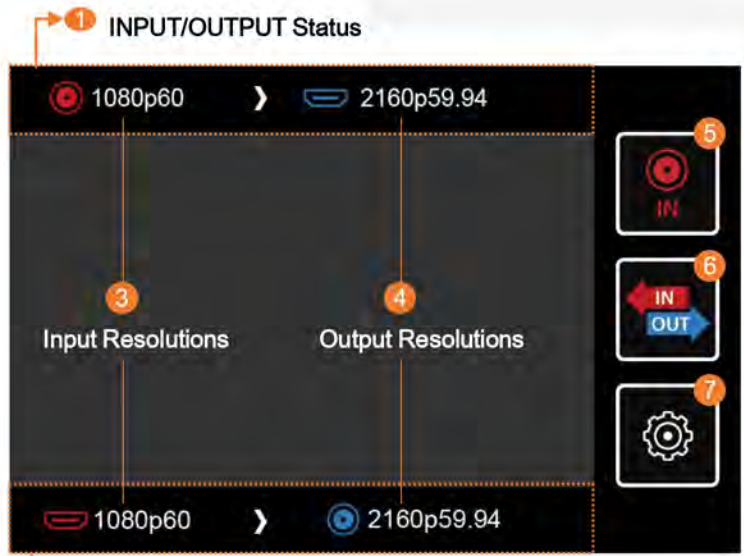 1 INPUT/OUTPUT Status
1080p60 ❯ 2160p59.94
5
IN
6
IN
OUT
3 4
Input Resolutions Output Resolutions
7
1080p60 ❯ 2160p59.94